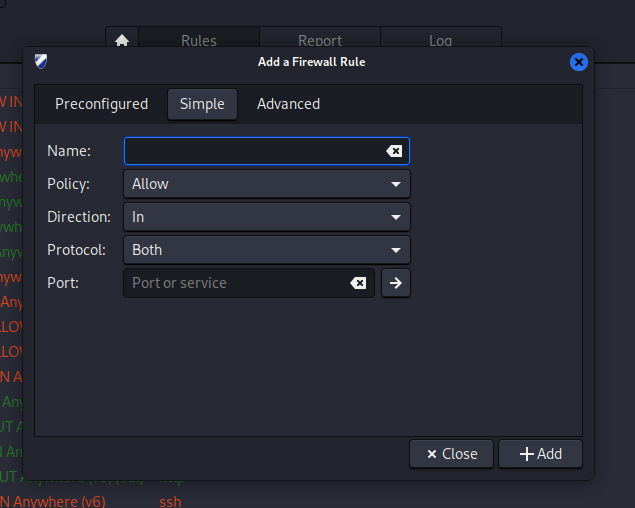 Rules Report Log
Add a Firewall Rule
Preconfigured Simple Advanced
Name:
Policy: Allow
Direction: In
Protocol: Both
Port: Port or service
Close Add
N Anywhere (v6) ssh